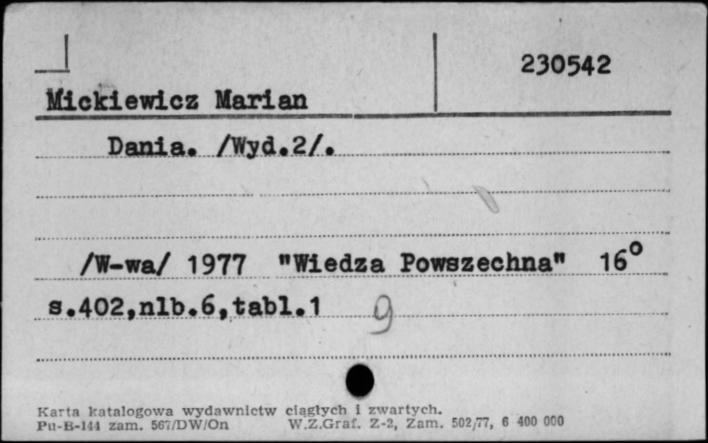 230542
Mickiewicz Marian
Dania. /Wyd.2/.
/W-wa/ 1977 "Wiedza Powszechna" 16°
s.402,nlb.6,tabl.1 9
Karta katalogowa wydawnictw ciągłych i zwartych.
Pu-B-144 zam. 567/DW/On W.Z.Graf. Z-2, Zam. 502/77, 6 400 000